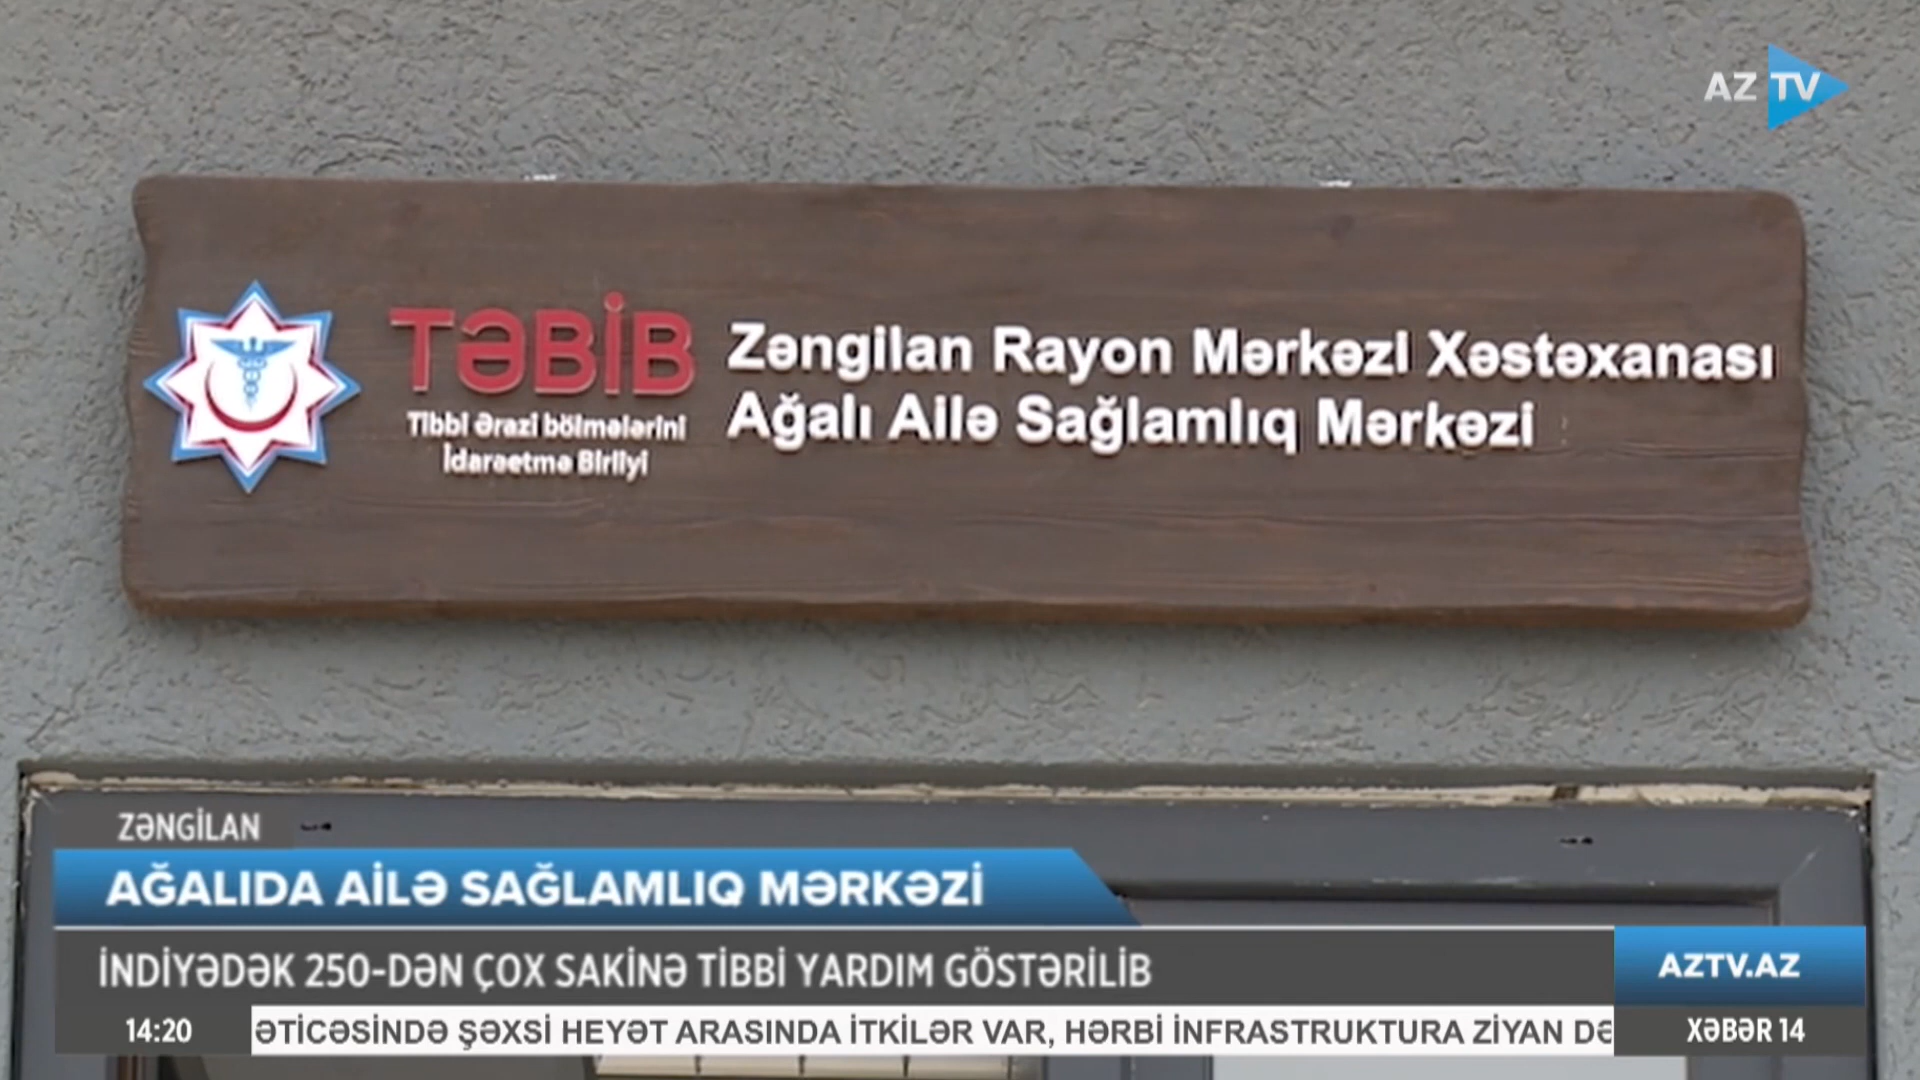 AZTV
TƏBİB
Tibbi Ərazi bölmələrini
İdarəetmə Birliyi
Zəngilan Rayon Mərkəzi Xəstəxanası
Ağalı Ailə Sağlamlıq Mərkəzi
ZƏNGİLAN
AĞALIDA AİLƏ SAĞLAMLIQ MƏRKƏZİ
İNDİYƏDƏK 250-DƏN ÇOX SAKİNƏ TİBBİ YARDIM GÖSTƏRİLİB
AZTV.AZ
14:20
ƏTİCƏSİNDƏ ŞƏXSİ HEYƏT ARASINDA İTKİLƏR VAR, HƏRBİ İNFRASTRUKTURA ZİYAN DƏ
XƏBƏR 14